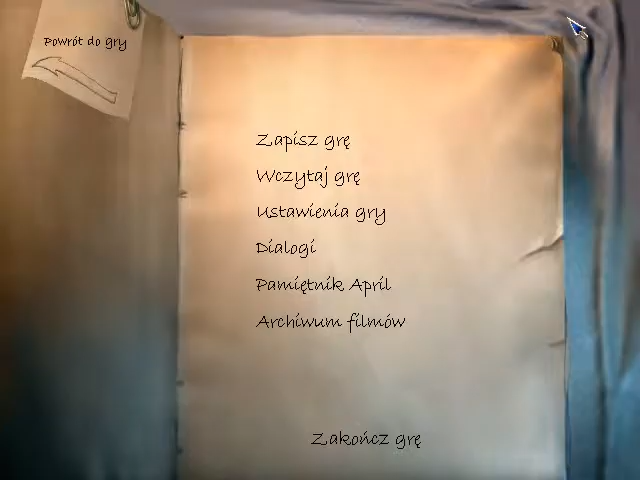 Powrót do gry
Zapisz grę
Wczytaj grę
Ustawienia gry
Dialogi
Pamiętnik April
Archiwum filmów
Zakończ grę